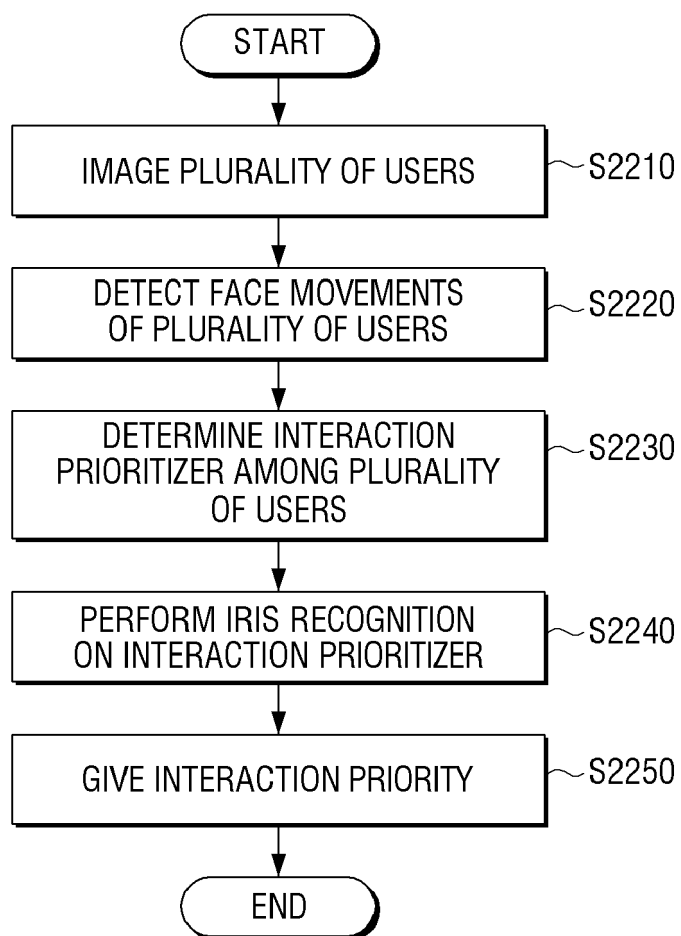 START
IMAGE PLURALITY OF USERS
S2210
DETECT FACE MOVEMENTS
OF PLURALITY OF USERS
S2220
DETERMINE INTERACTION
PRIORITIZER AMONG PLURALITY
OF USERS
S2230
PERFORM IRIS RECOGNITION
ON INTERACTION PRIORITIZER
S2240
GIVE INTERACTION PRIORITY
S2250
END